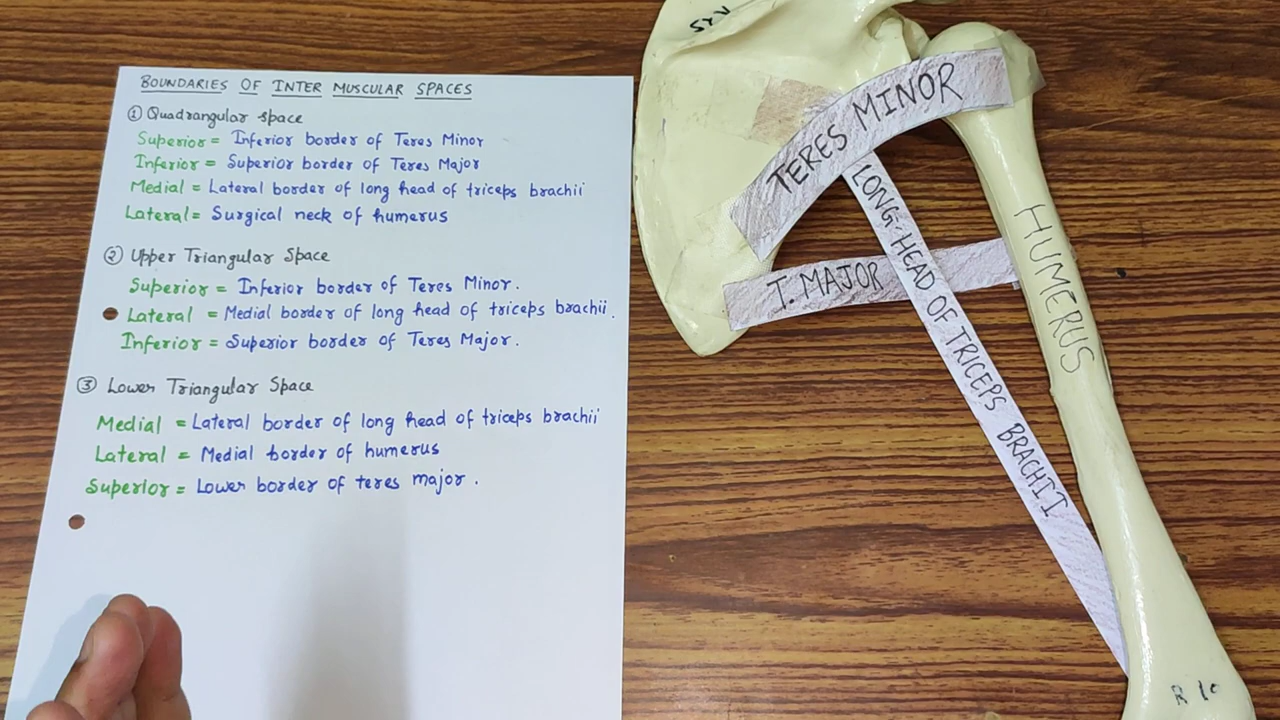 BOUNDARIES OF INTER MUSCULAR SPACES
① Quadrangular space
Superior = Inferior border of Teres Minor
Inferior = Superior border of Teres Major
Medial = Lateral border of long head of triceps brachii
Lateral = Surgical neck of humerus
② Upper Triangular Space
Superior = Inferior border of Teres Minor.
Lateral = Medial border of long head of triceps brachii.
Inferior = Superior border of Teres Major.
③ Lower Triangular Space
Medial = Lateral border of long head of triceps brachii
Lateral = Medial border of humerus
Superior = Lower border of teres major.
TERES MINOR
LONG-HEAD OF TRICEPS BRACHII
T. MAJOR
HUMERUS